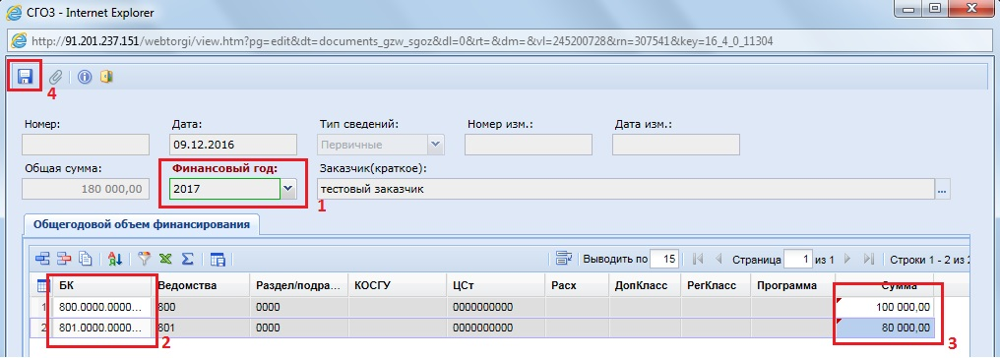 СГОЗ - Internet Explorer
http://91.201.237.151/webtorgi/view.htm?pg=edit&dt=documents_gzw_sgoz&dl=0&rt=&dm=&vl=245200728&rn=307541&key=16_4_0_11304
4
Номер: Дата: Тип сведений: Номер изм.: Дата изм.:
09.12.2016 Первичные
Общая сумма: Финансовый год: Заказчик(краткое):
180 000,00 2017 тестовый заказчик ...
1
Общегодовой объем финансирования
Выводить по 15 Страница 1 из 1 Строки 1 - 2 из 2
БК Ведомства Раздел/подра... КОСГУ ЦСт Расх ДопКласс РегКласс Программа Сумма
1 800.0000.0000... 800 0000 0000000000 100 000,00
2 801.0000.0000... 801 0000 0000000000 80 000,00
2 3